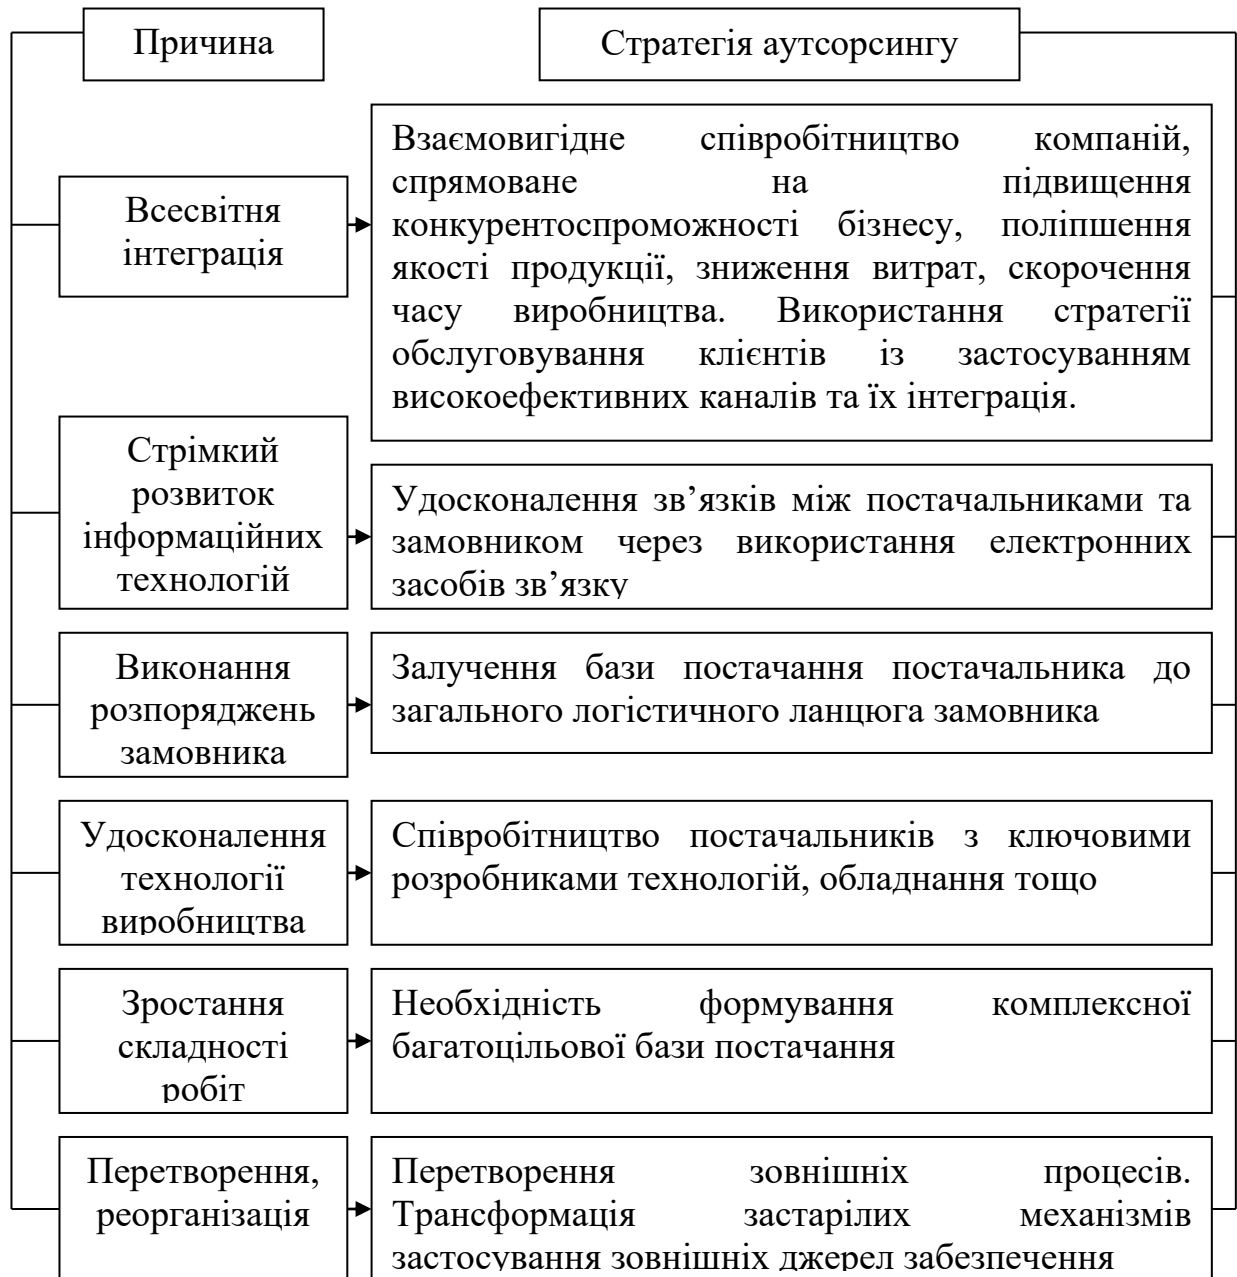 Причина
Стратегія аутсорсингу
Всесвітня
інтеграція
Взаємовигідне співробітництво компаній,
спрямоване на підвищення
конкурентоспроможності бізнесу, поліпшення
якості продукції, зниження витрат, скорочення
часу виробництва. Використання стратегії
обслуговування клієнтів із застосуванням
високоефективних каналів та їх інтеграція.
Стрімкий
розвиток
інформаційних
технологій
Удосконалення зв’язків між постачальниками та
замовником через використання електронних
засобів зв’язку
Виконання
розпоряджень
замовника
Залучення бази постачання постачальника до
загального логістичного ланцюга замовника
Удосконалення
технології
виробництва
Співробітництво постачальників з ключовими
розробниками технологій, обладнання тощо
Зростання
складності
робіт
Необхідність формування комплексної
багатоцільової бази постачання
Перетворення,
реорганізація
Перетворення зовнішніх процесів.
Трансформація застарілих механізмів
застосування зовнішніх джерел забезпечення